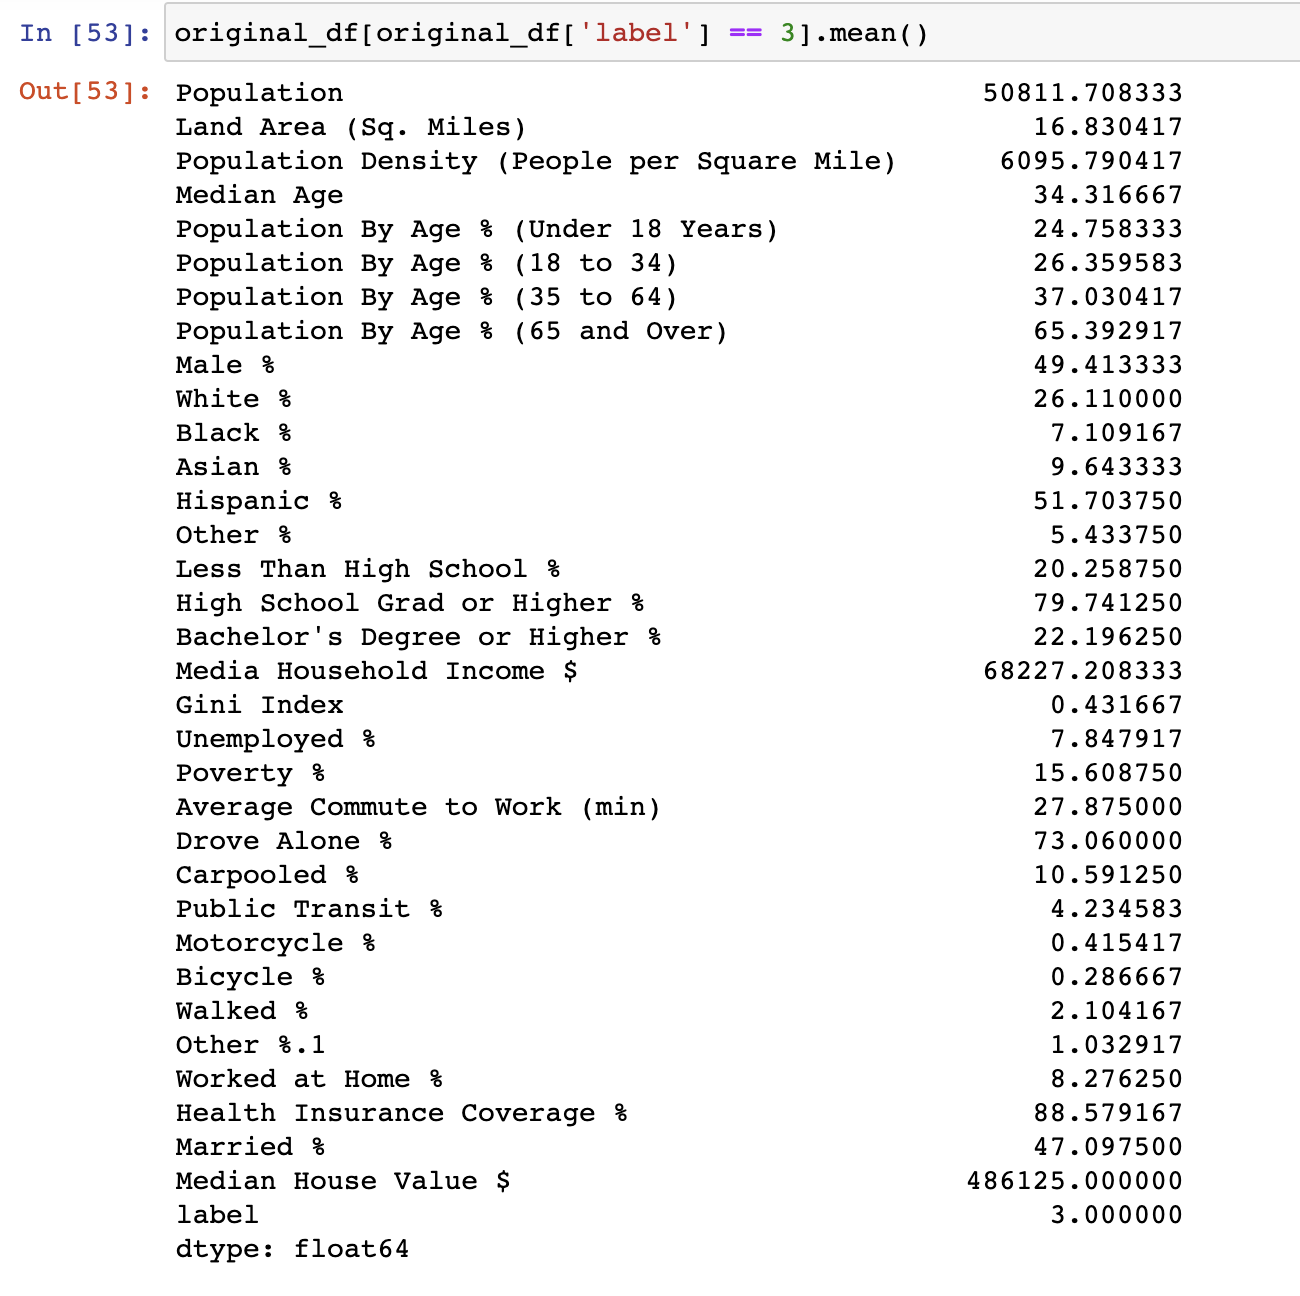 In [53]: original_df[original_df['label'] == 3].mean()
Out[53]: Population 50811.708333
Land Area (Sq. Miles) 16.830417
Population Density (People per Square Mile) 6095.790417
Median Age 34.316667
Population By Age % (Under 18 Years) 24.758333
Population By Age % (18 to 34) 26.359583
Population By Age % (35 to 64) 37.030417
Population By Age % (65 and Over) 65.392917
Male % 49.413333
White % 26.110000
Black % 7.109167
Asian % 9.643333
Hispanic % 51.703750
Other % 5.433750
Less Than High School % 20.258750
High School Grad or Higher % 79.741250
Bachelor's Degree or Higher % 22.196250
Media Household Income $ 68227.208333
Gini Index 0.431667
Unemployed % 7.847917
Poverty % 15.608750
Average Commute to Work (min) 27.875000
Drove Alone % 73.060000
Carpooled % 10.591250
Public Transit % 4.234583
Motorcycle % 0.415417
Bicycle % 0.286667
Walked % 2.104167
Other %.1 1.032917
Worked at Home % 8.276250
Health Insurance Coverage % 88.579167
Married % 47.097500
Median House Value $ 486125.000000
label 3.000000
dtype: float64